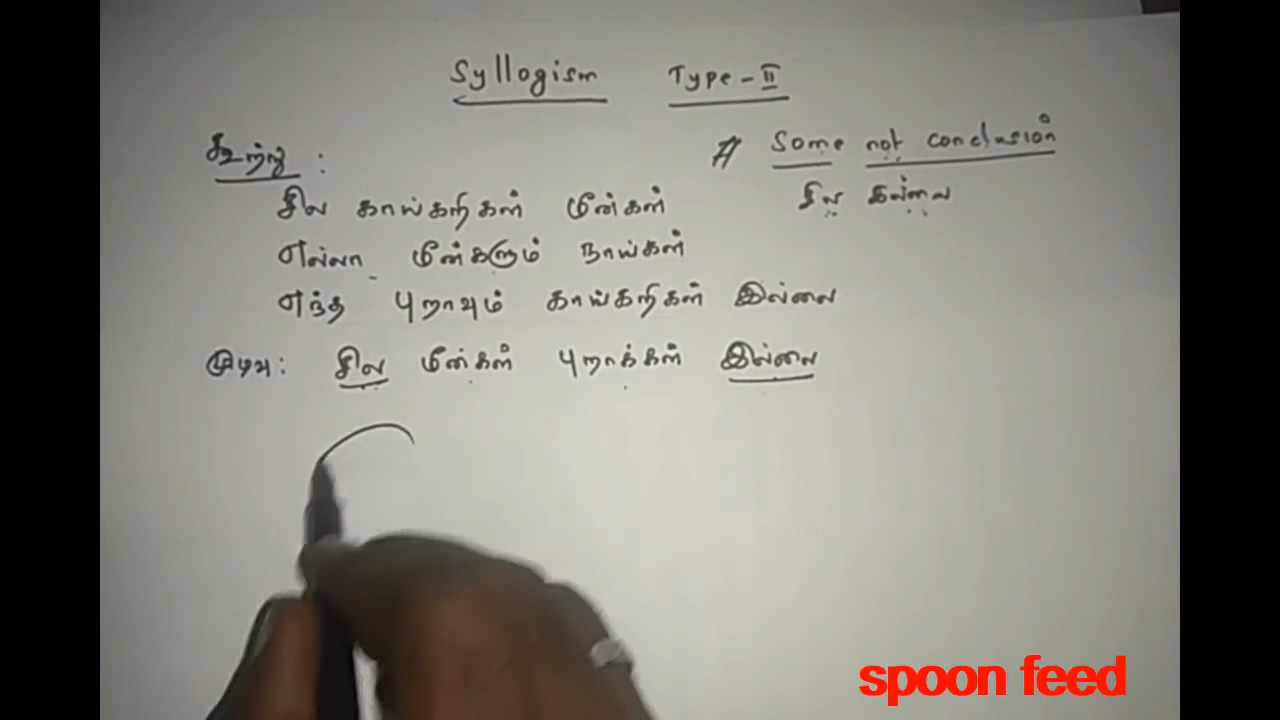 Syllogism Type - II
கூற்று :
# Some not conclusion
சில இல்லை
சில காய்கறிகள் மீன்கள்
எல்லா மீன்களும் நாய்கள்
எந்த புறாவும் காய்கறிகள் இல்லை
முடிவு : சில மீன்கள் புறாக்கள் இல்லை
spoon feed